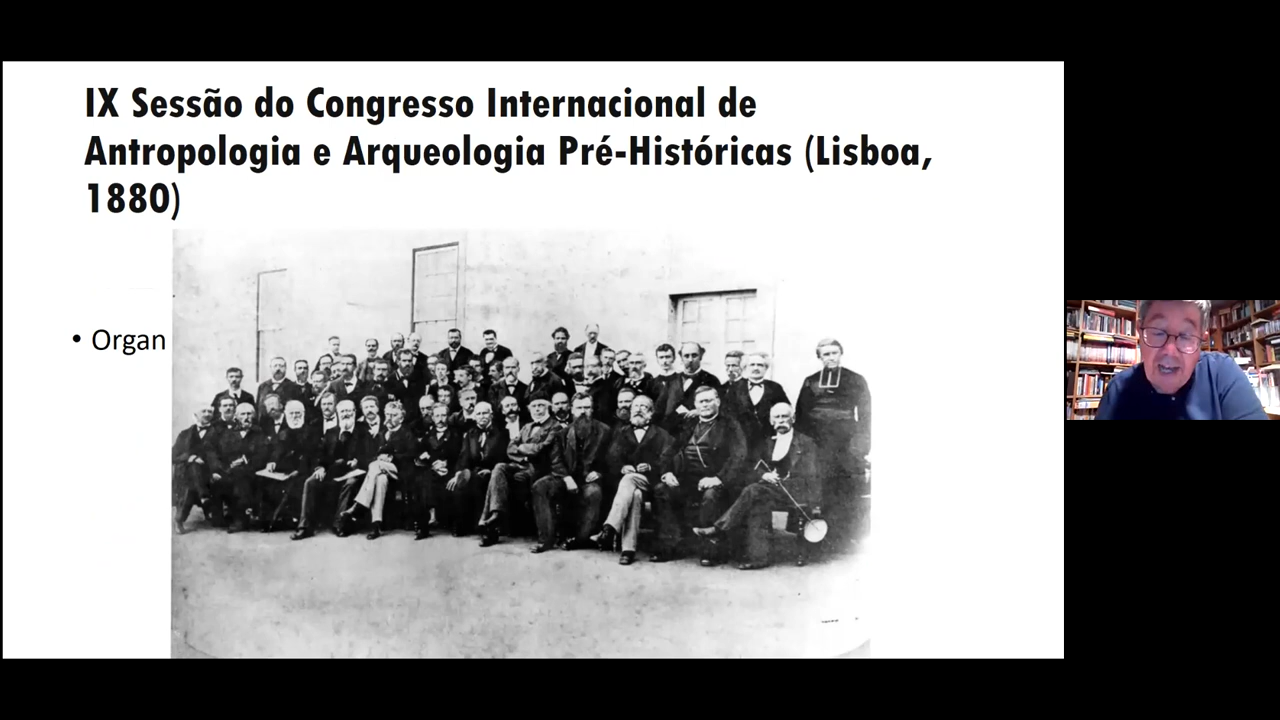 IX Sessão do Congresso Internacional de
Antropologia e Arqueologia Pré-Históricas (Lisboa,
1880)
• Organ